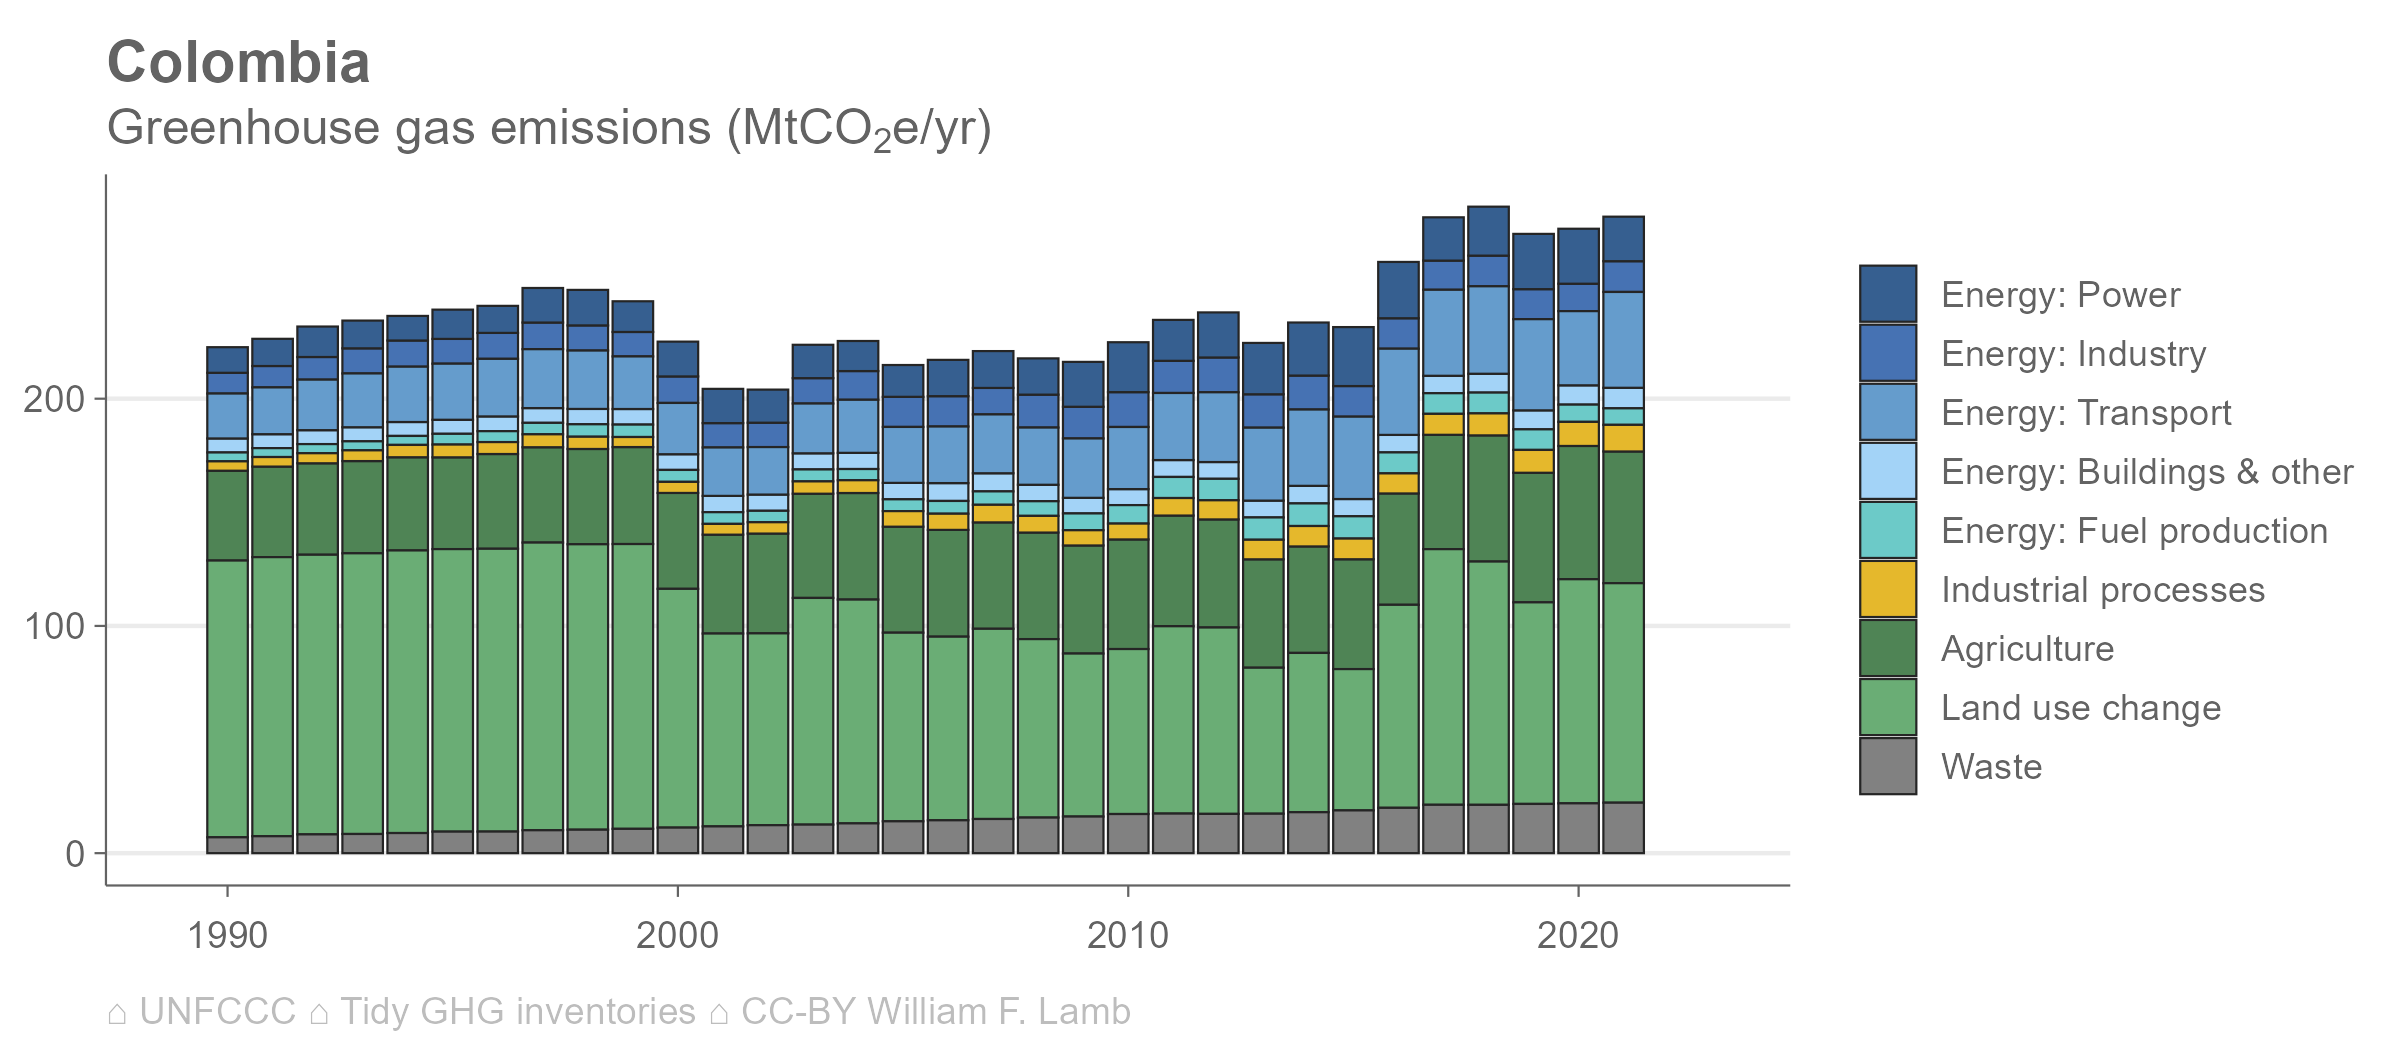 Colombia
Greenhouse gas emissions (MtCO₂e/yr)
200
100
0
1990 2000 2010 2020
Energy: Power
Energy: Industry
Energy: Transport
Energy: Buildings & other
Energy: Fuel production
Industrial processes
Agriculture
Land use change
Waste
⌂ UNFCCC ⌂ Tidy GHG inventories ⌂ CC-BY William F. Lamb